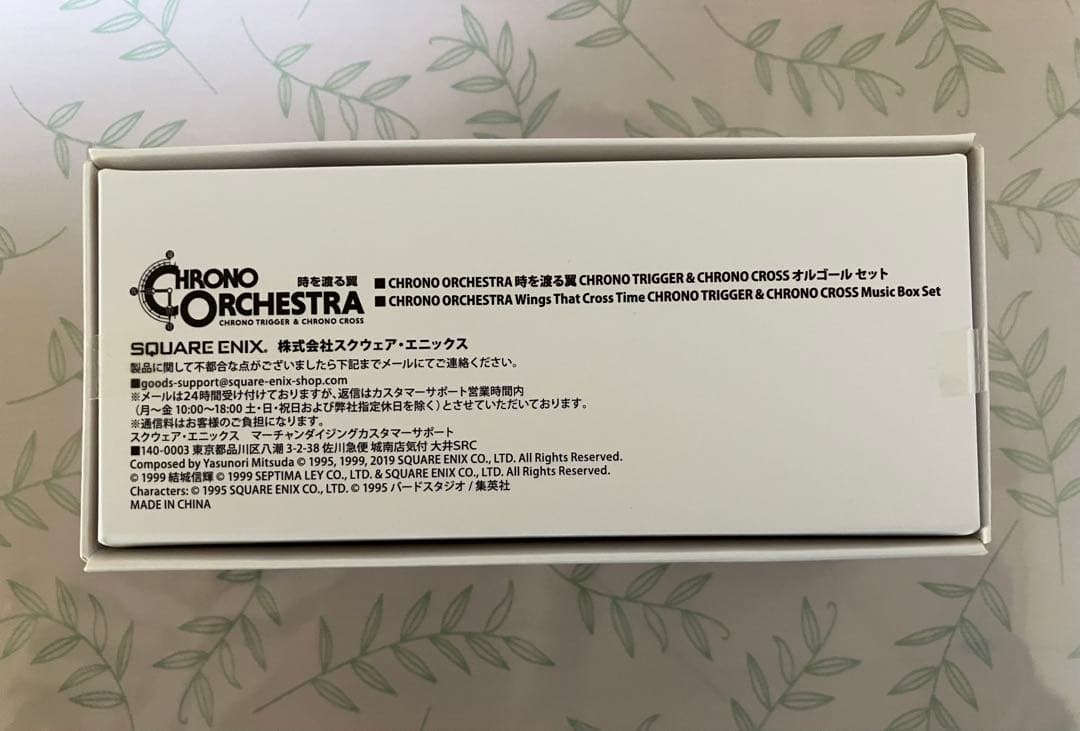 CHRONO 時を渡る翼
ORCHESTRA
CHRONO TRIGGER & CHRONO CROSS
■ CHRONO ORCHESTRA 時を渡る翼 CHRONO TRIGGER & CHRONO CROSS オルゴール セット
■ CHRONO ORCHESTRA Wings That Cross Time CHRONO TRIGGER & CHRONO CROSS Music Box Set
SQUARE ENIX. 株式会社スクウェア・エニックス
製品に関して不都合な点がございましたら下記までメールにてご連絡ください。
■goods-support@square-enix-shop.com
※メールは24時間受け付けておりますが、返信はカスタマーサポート営業時間内
（月～金 10:00～18:00 土・日・祝日および弊社指定休日を除く）とさせていただいております。
※通信料はお客様のご負担になります。
スクウェア・エニックス マーチャンダイジングカスタマーサポート
■140-0003 東京都品川区八潮 3-2-38 佐川急便 城南店気付 大井SRC
Composed by Yasunori Mitsuda © 1995, 1999, 2019 SQUARE ENIX CO., LTD. All Rights Reserved.
© 1999 結城信輝 © 1999 SEPTIMA LEY CO., LTD. & SQUARE ENIX CO., LTD. All Rights Reserved.
Characters: © 1995 SQUARE ENIX CO., LTD. © 1995 バードスタジオ / 集英社
MADE IN CHINA